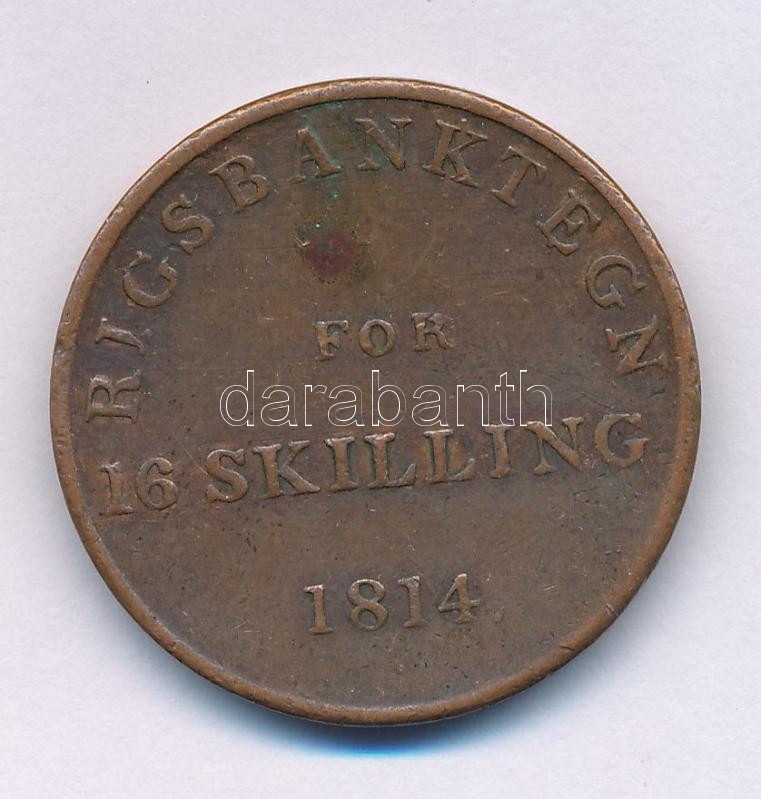 RIGSBANKTEGN
FOR
16 SKILLING
1814
darabanth